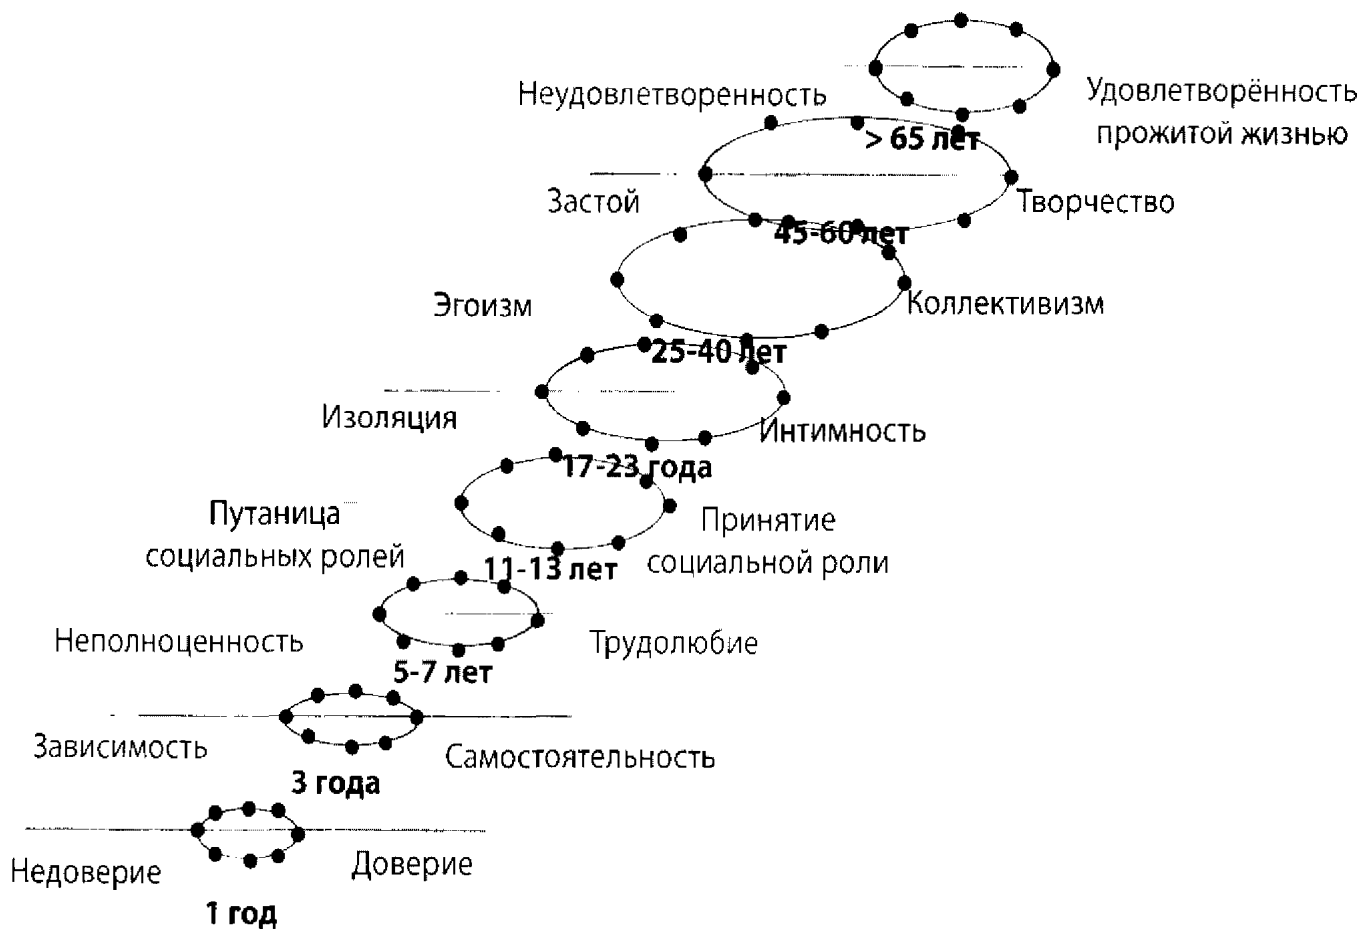 Неудовлетворенность
Удовлетворённость
прожитой жизнью
> 65 лет
Застой
Творчество
45-60 лет
Эгоизм
Коллективизм
25-40 лет
Изоляция
Интимность
17-23 года
Путаница
социальных ролей
Принятие
социальной роли
11-13 лет
Неполноценность
Трудолюбие
5-7 лет
Зависимость
Самостоятельность
3 года
Недоверие
Доверие
1 год